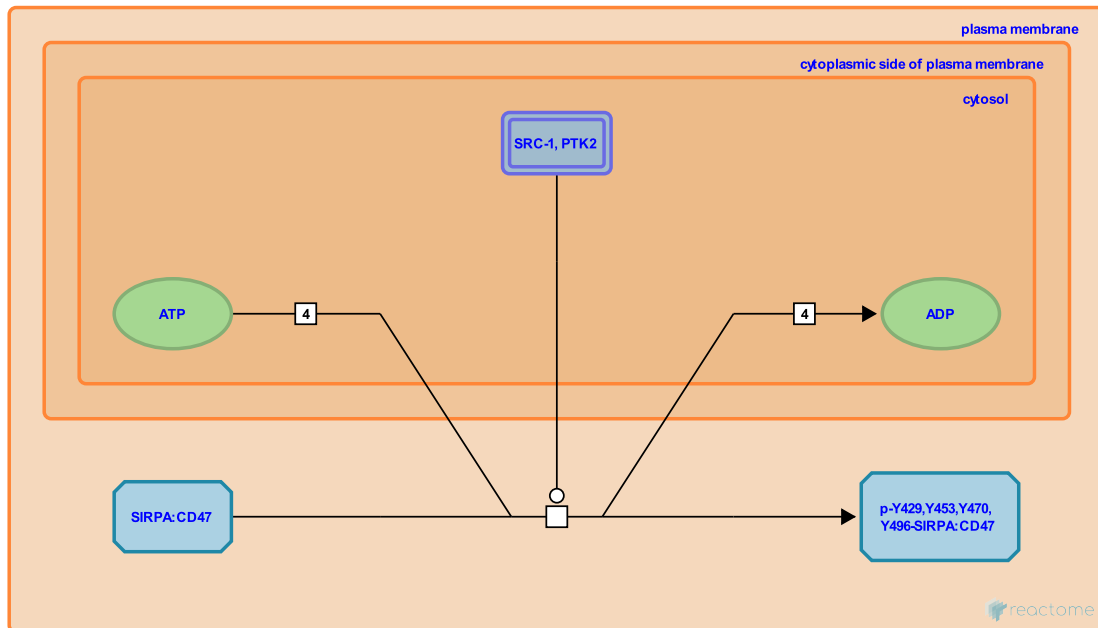 plasma membrane
cytoplasmic side of plasma membrane
cytosol
SRC-1, PTK2
ATP
4
4
ADP
SIRPA:CD47
p-Y429,Y453,Y470,
Y496-SIRPA:CD47
reactome